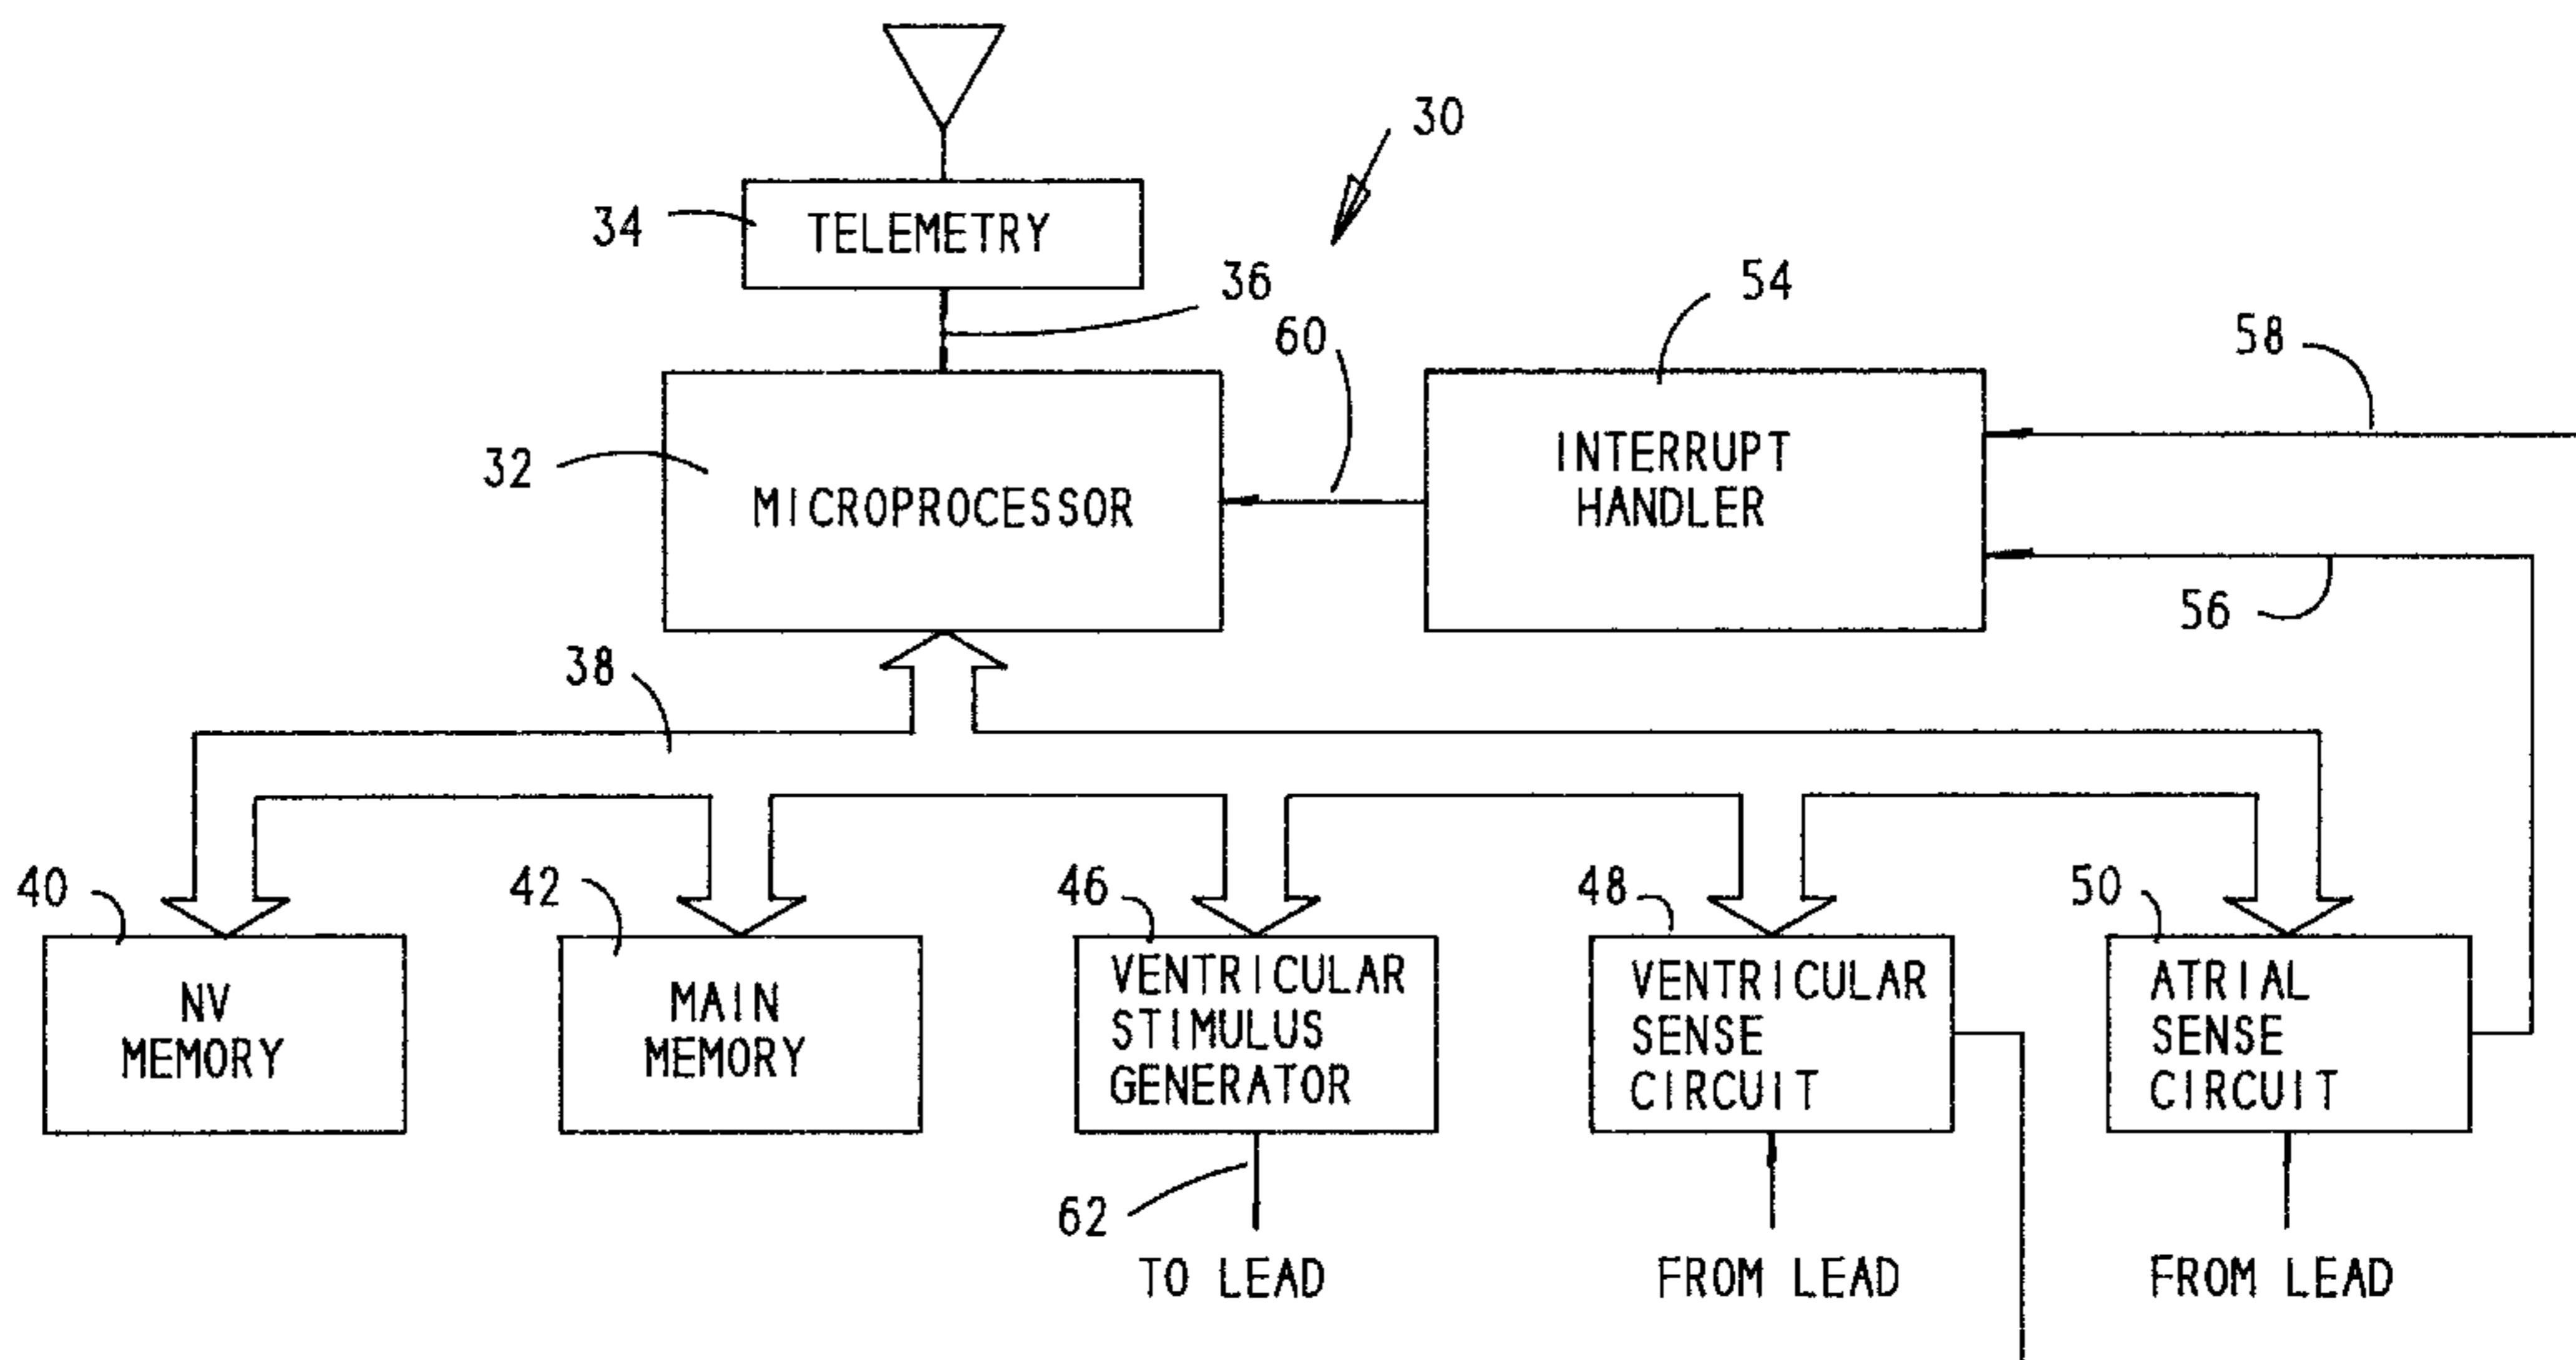 30
34
TELEMETRY
36
54
60
58
32
MICROPROCESSOR
INTERRUPT
HANDLER
56
38
40
42
46
48
50
NV
MEMORY
MAIN
MEMORY
VENTRICULAR
STIMULUS
GENERATOR
VENTRICULAR
SENSE
CIRCUIT
ATRIAL
SENSE
CIRCUIT
62
TO LEAD
FROM LEAD
FROM LEAD